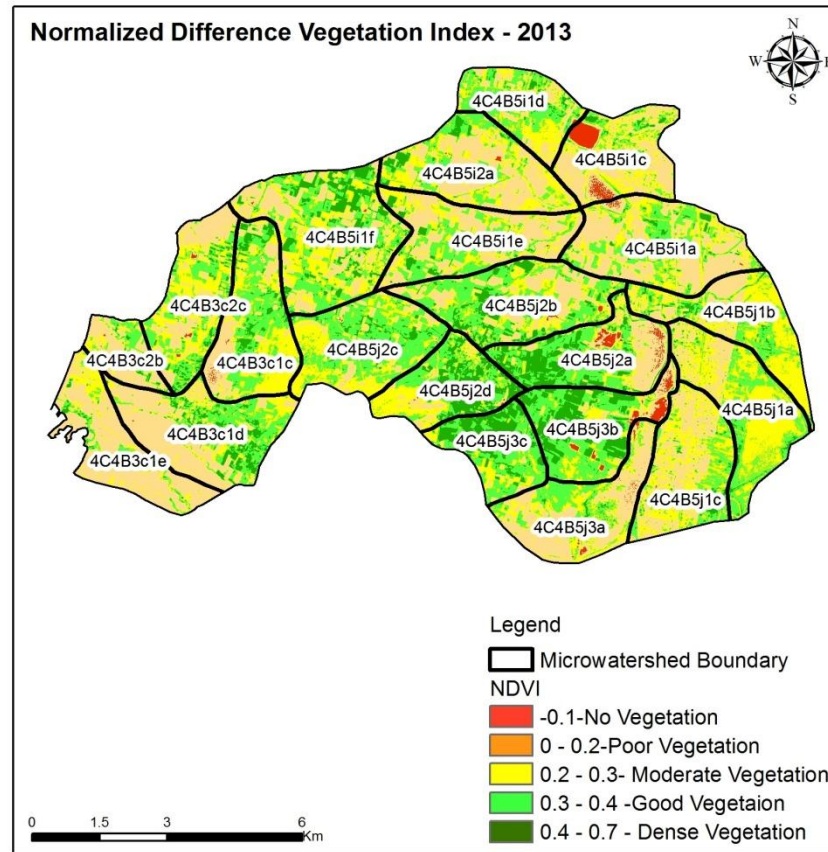 Normalized Difference Vegetation Index - 2013
N
W
E
S
4C4B5i1d
4C4B5i1c
4C4B5i2a
4C4B5i1f
4C4B5i1e
4C4B5i1a
4C4B3c2c
4C4B5j2b
4C4B5j1b
4C4B3c2b
4C4B3c1c
4C4B5j2c
4C4B5j2a
4C4B5j2d
4C4B5j1a
4C4B3c1d
4C4B5j3b
4C4B5j3c
4C4B3c1e
4C4B5j1c
4C4B5j3a
Legend
Microwatershed Boundary
NDVI
-0.1-No Vegetation
0 - 0.2-Poor Vegetation
0.2 - 0.3- Moderate Vegetation
0.3 - 0.4 -Good Vegetaion
0.4 - 0.7 - Dense Vegetation
0 1.5 3 6
Km